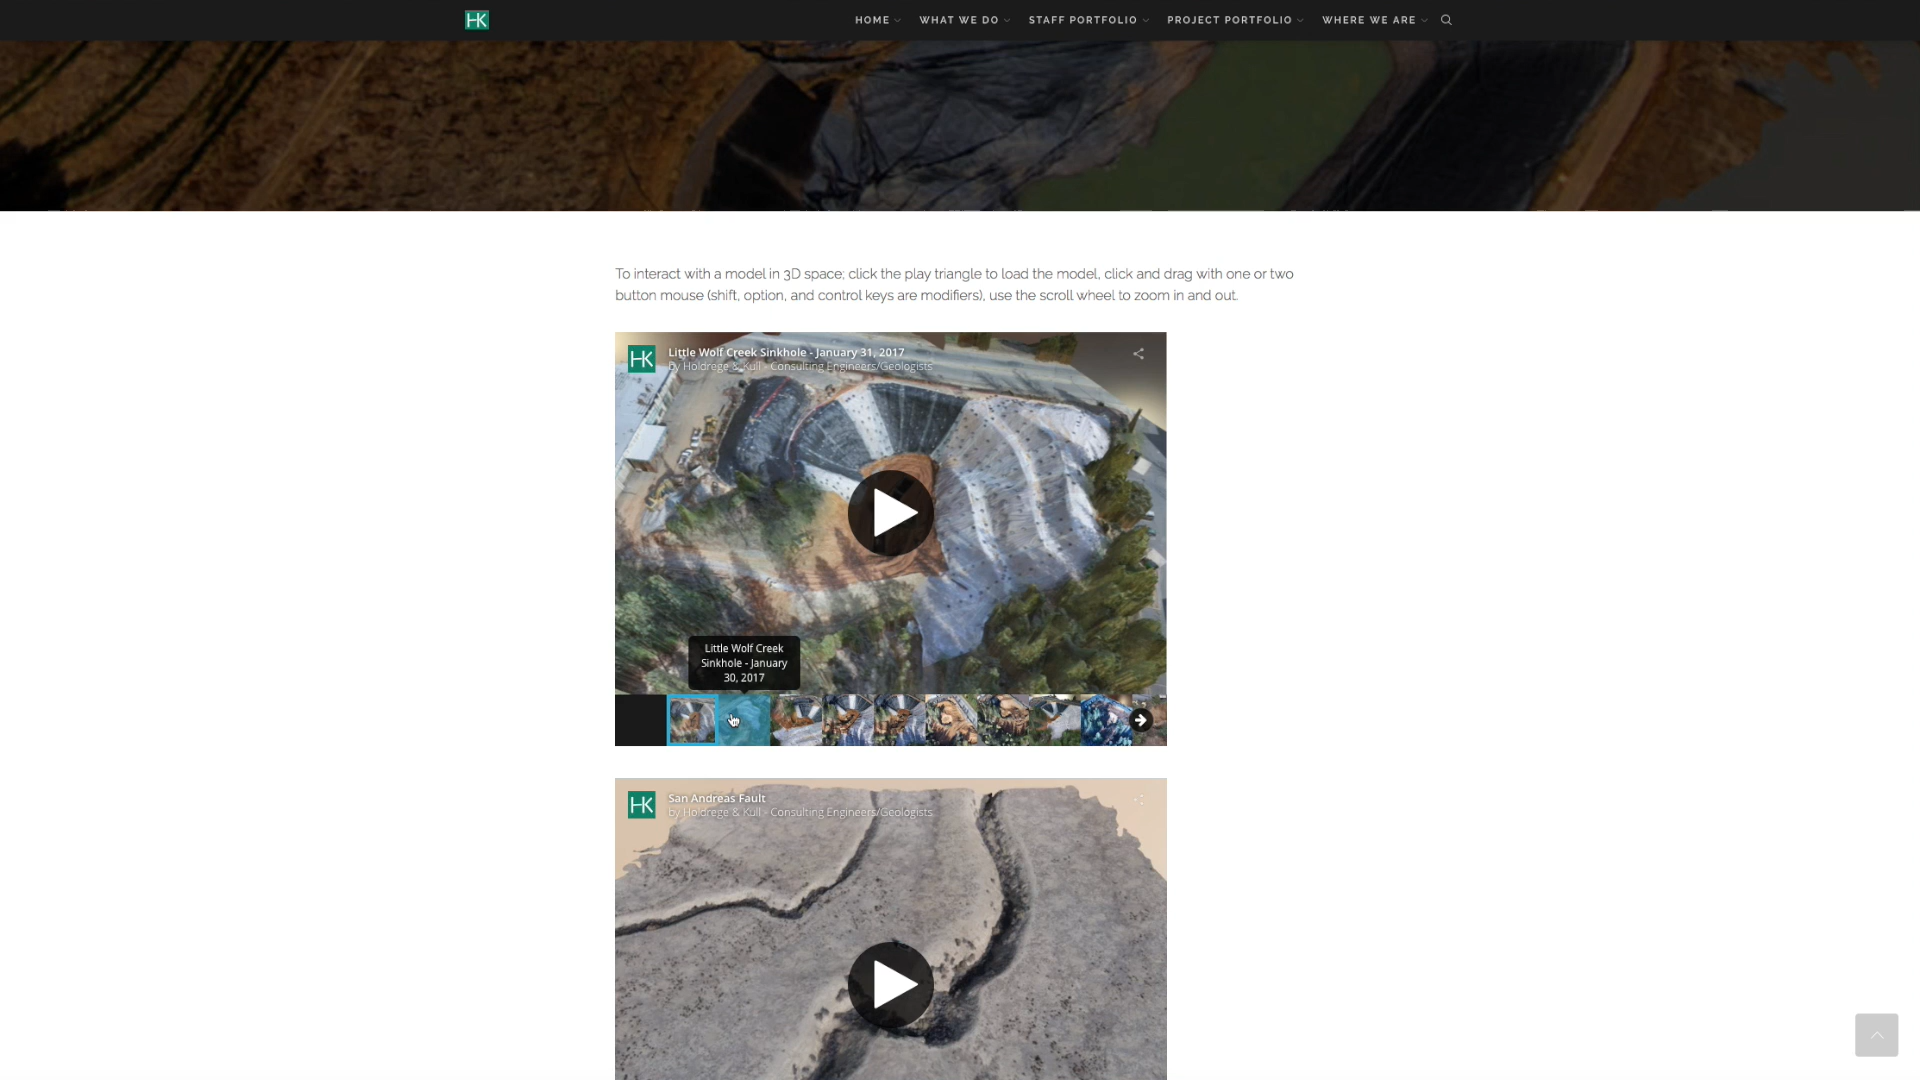 HK
HOME
WHAT WE DO
STAFF PORTFOLIO
PROJECT PORTFOLIO
WHERE WE ARE
To interact with a model in 3D space; click the play triangle to load the model, click and drag with one or two
button mouse (shift, option, and control keys are modifiers), use the scroll wheel to zoom in and out.
HK
Little Wolf Creek Sinkhole - January 31, 2017
by Holdrege & Kull - Consulting Engineers/Geologists
Little Wolf Creek
Sinkhole - January
30, 2017
HK
San Andreas Fault
by Holdrege & Kull - Consulting Engineers/Geologists